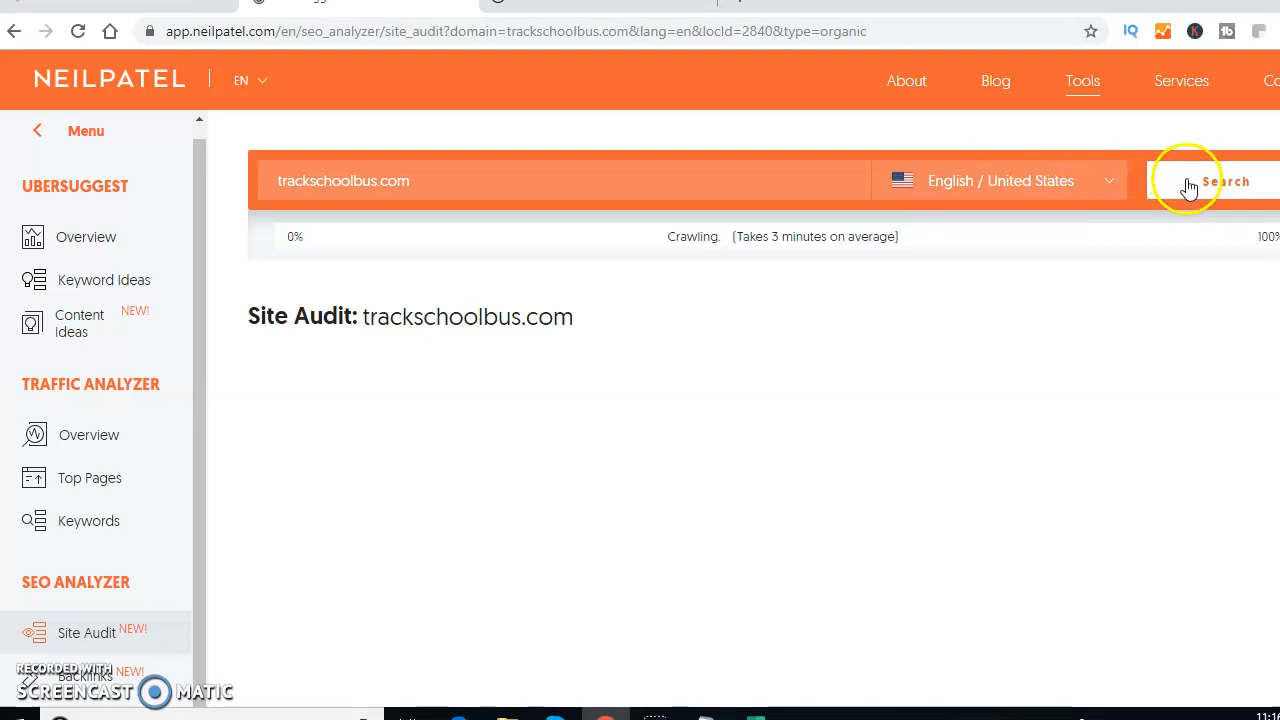 app.neilpatel.com/en/seo_analyzer/site_audit?domain=trackschoolbus.com&lang=en&locId=2840&type=organic
NEILPATEL
EN
About
Blog
Tools
Services
Menu
UBERSUGGEST
Overview
Keyword Ideas
Content Ideas NEW!
TRAFFIC ANALYZER
Overview
Top Pages
Keywords
SEO ANALYZER
Site Audit NEW!
Backlinks NEW!
trackschoolbus.com
English / United States
Search
0%
Crawling. (Takes 3 minutes on average)
100%
Site Audit: trackschoolbus.com
RECORDED WITH
SCREENCAST MATIC